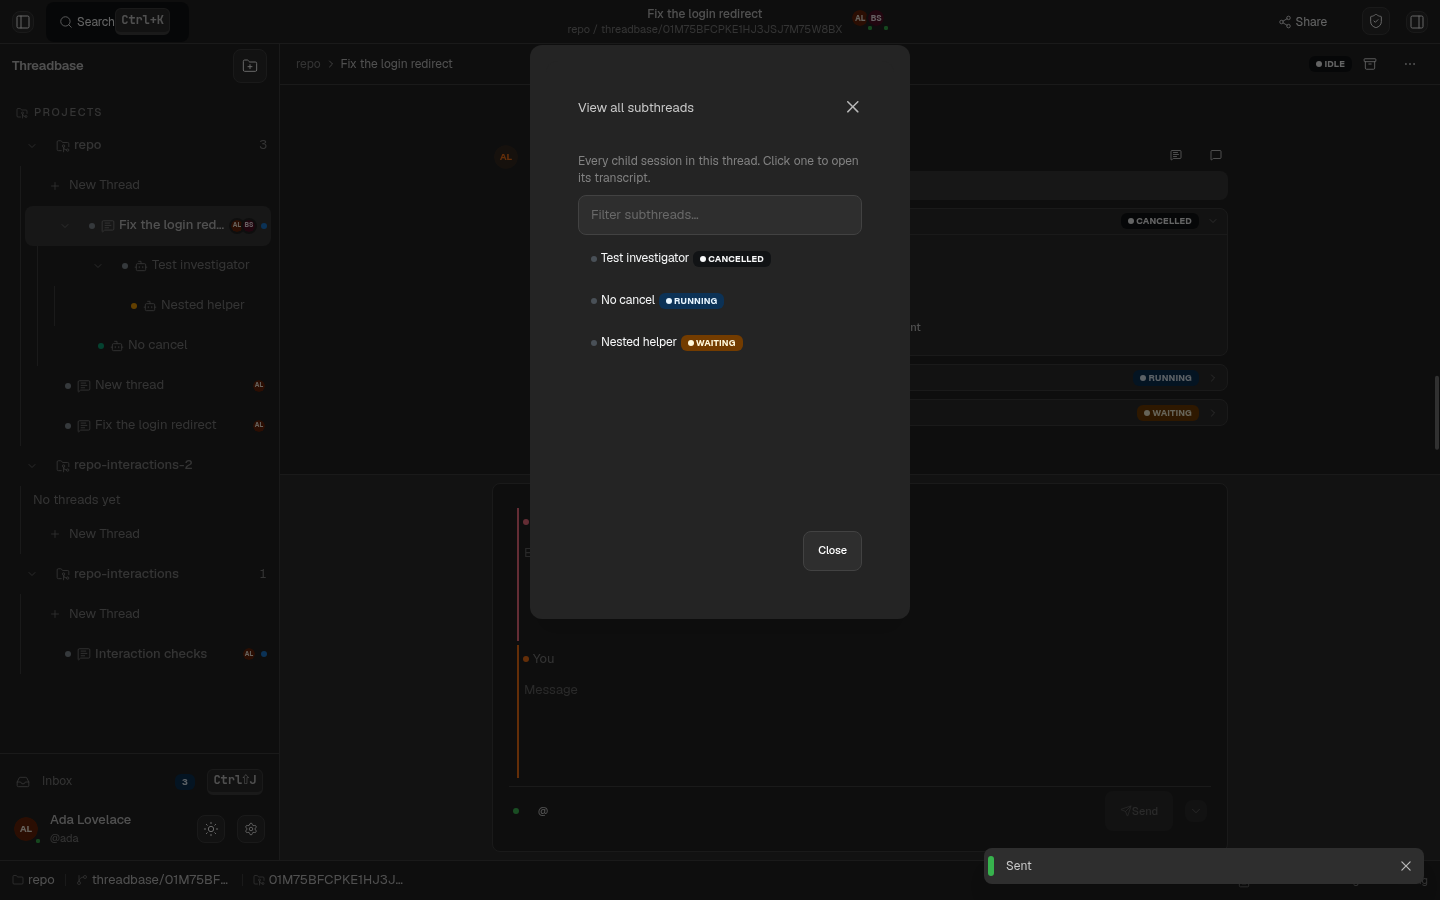 Search Ctrl+K
Fix the login redirect
repo / threadbase/01M75BFCPKE1HJ3JSJ7M75W8BX
AL BS
Share
Threadbase
repo > Fix the login redirect
IDLE
PROJECTS
repo 3
New Thread
Fix the login red... AL BS
Test investigator
Nested helper
No cancel
New thread AL
Fix the login redirect AL
repo-interactions-2
No threads yet
New Thread
repo-interactions 1
New Thread
Interaction checks AL
Inbox 3 Ctrl⇧J
AL Ada Lovelace
@ada
AL
CANCELLED
nt
RUNNING
WAITING
View all subthreads
Every child session in this thread. Click one to open
its transcript.
Filter subthreads...
Test investigator CANCELLED
No cancel RUNNING
Nested helper WAITING
Close
You
Message
@
Send
Sent
repo threadbase/01M75BF... 01M75BFCPKE1HJ3J...